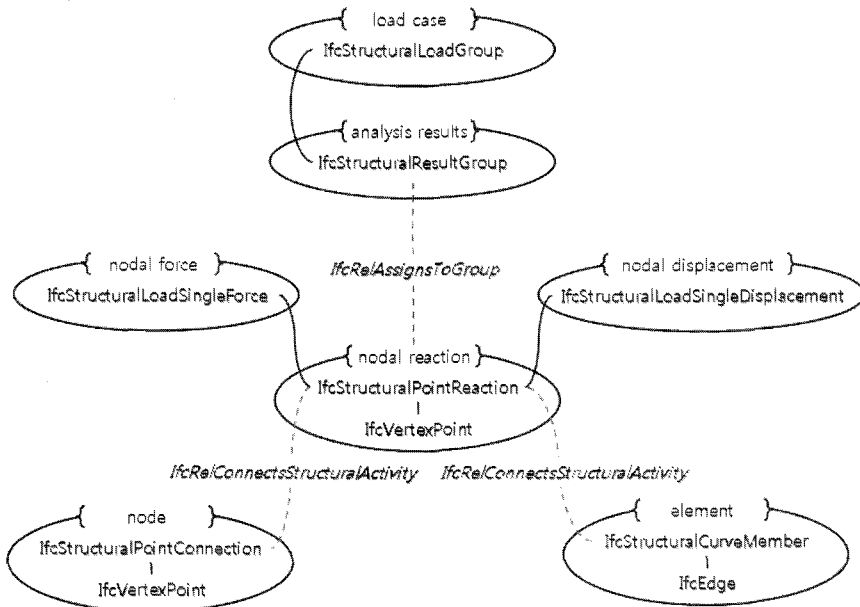 { load case }
IfcStructuralLoadGroup
{ analysis results }
IfcStructuralResultGroup
{ nodal force }
IfcStructuralLoadSingleForce
IfcRelAssignsToGroup
{ nodal displacement }
IfcStructuralLoadSingleDisplacement
{ nodal reaction }
IfcStructuralPointReaction
IfcVertexPoint
IfcRelConnectsStructuralActivity IfcRelConnectsStructuralActivity
{ node }
IfcStructuralPointConnection
IfcVertexPoint
{ element }
IfcStructuralCurveMember
IfcEdge